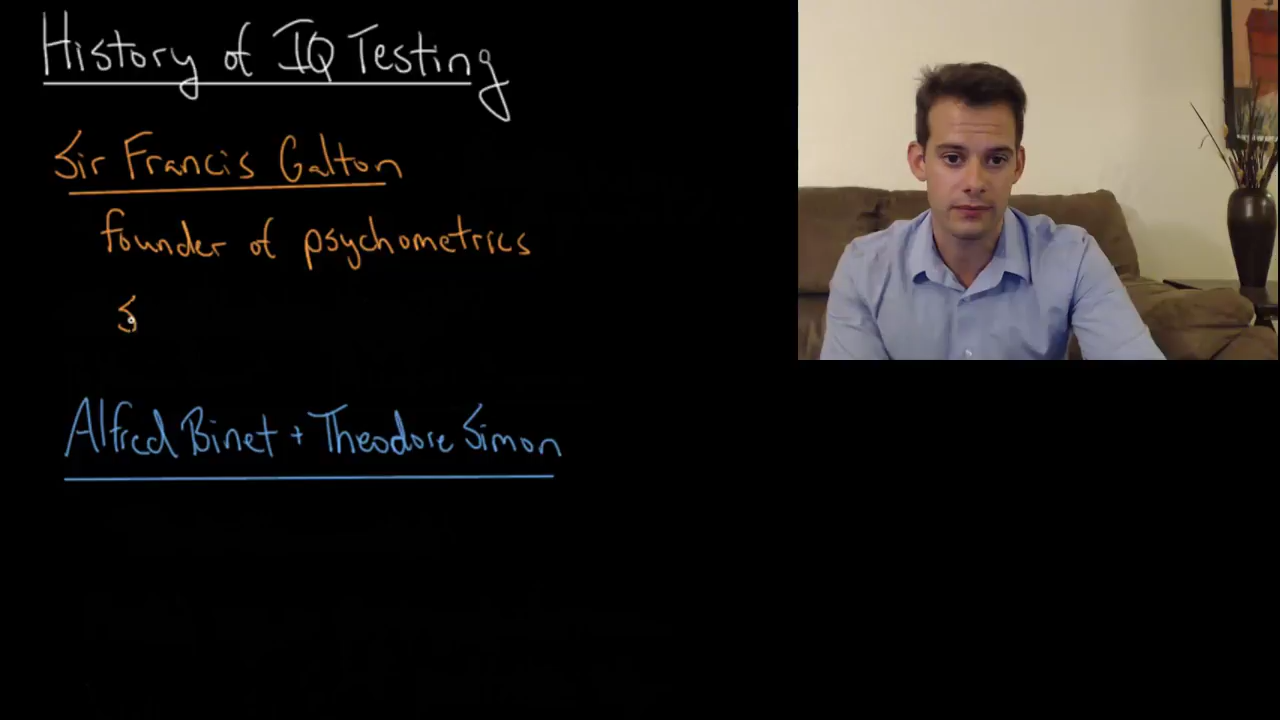 History of IQ Testing
Sir Francis Galton
founder of psychometrics
S
Alfred Binet + Theodore Simon